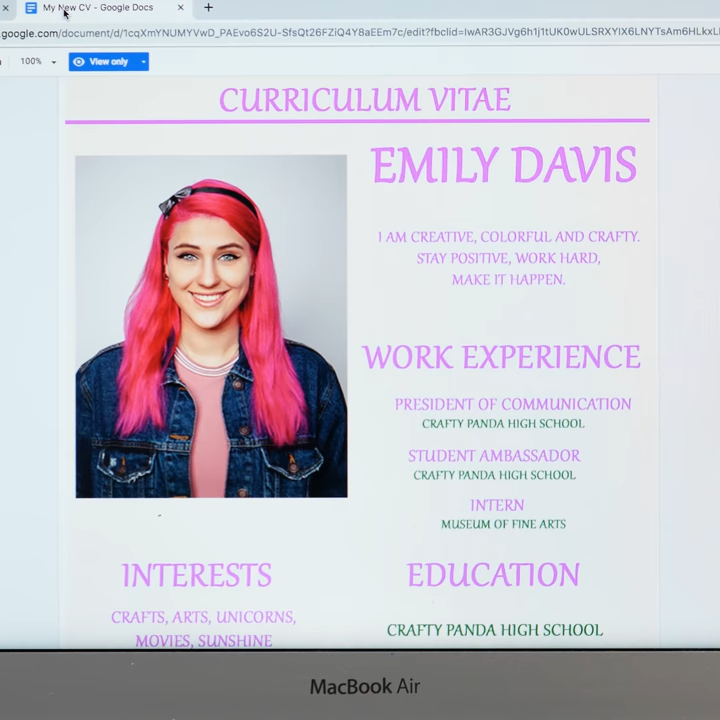 My New CV - Google Docs
.google.com/document/d/1cqXmYNUMYVwD_PAEvo6S2U-SfsQt26FZiQ4Y8aEEm7c/edit?fbclid=IwAR3GJVg6h1j1tUK0wULSRXYIX6LNYTsAm6HLkxLI
100%
View only
CURRICULUM VITAE
EMILY DAVIS
I AM CREATIVE, COLORFUL AND CRAFTY.
STAY POSITIVE, WORK HARD,
MAKE IT HAPPEN.
WORK EXPERIENCE
PRESIDENT OF COMMUNICATION
CRAFTY PANDA HIGH SCHOOL
STUDENT AMBASSADOR
CRAFTY PANDA HIGH SCHOOL
INTERN
MUSEUM OF FINE ARTS
INTERESTS
CRAFTS, ARTS, UNICORNS,
MOVIES, SUNSHINE
EDUCATION
CRAFTY PANDA HIGH SCHOOL
MacBook Air